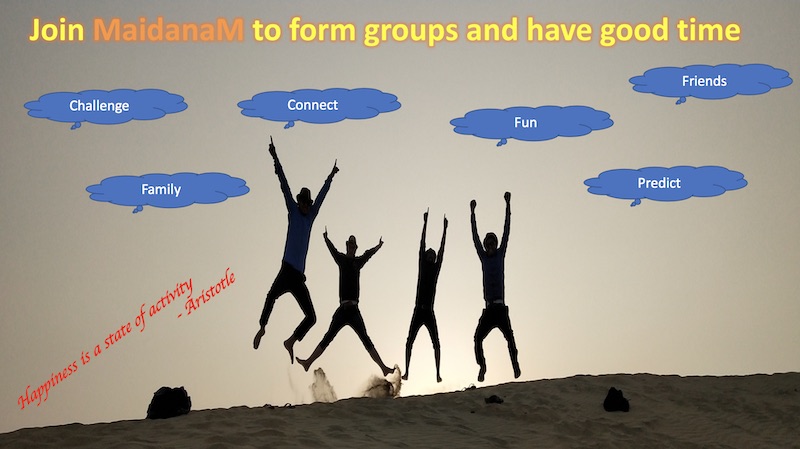 Join MaidanaM to form groups and have good time
Friends
Challenge
Connect
Fun
Family
Predict
Happiness is a state of activity
- Aristotle